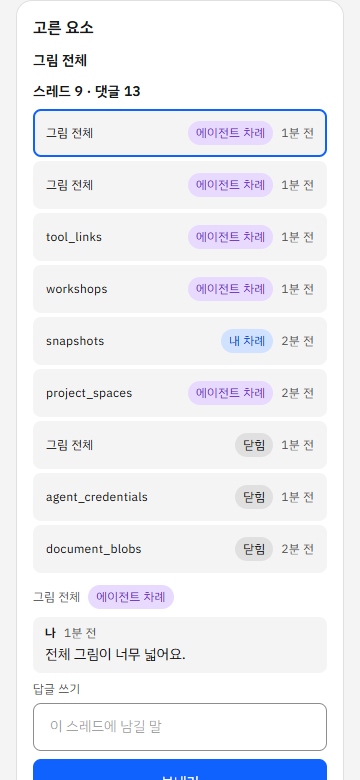 고른 요소
그림 전체
스레드 9 · 댓글 13
그림 전체 에이전트 차례 1분 전
그림 전체 에이전트 차례 1분 전
tool_links 에이전트 차례 1분 전
workshops 에이전트 차례 1분 전
snapshots 내 차례 2분 전
project_spaces 에이전트 차례 2분 전
그림 전체 닫힘 1분 전
agent_credentials 닫힘 1분 전
document_blobs 닫힘 2분 전
그림 전체 에이전트 차례
나 1분 전
전체 그림이 너무 넓어요.
답글 쓰기
이 스레드에 남길 말